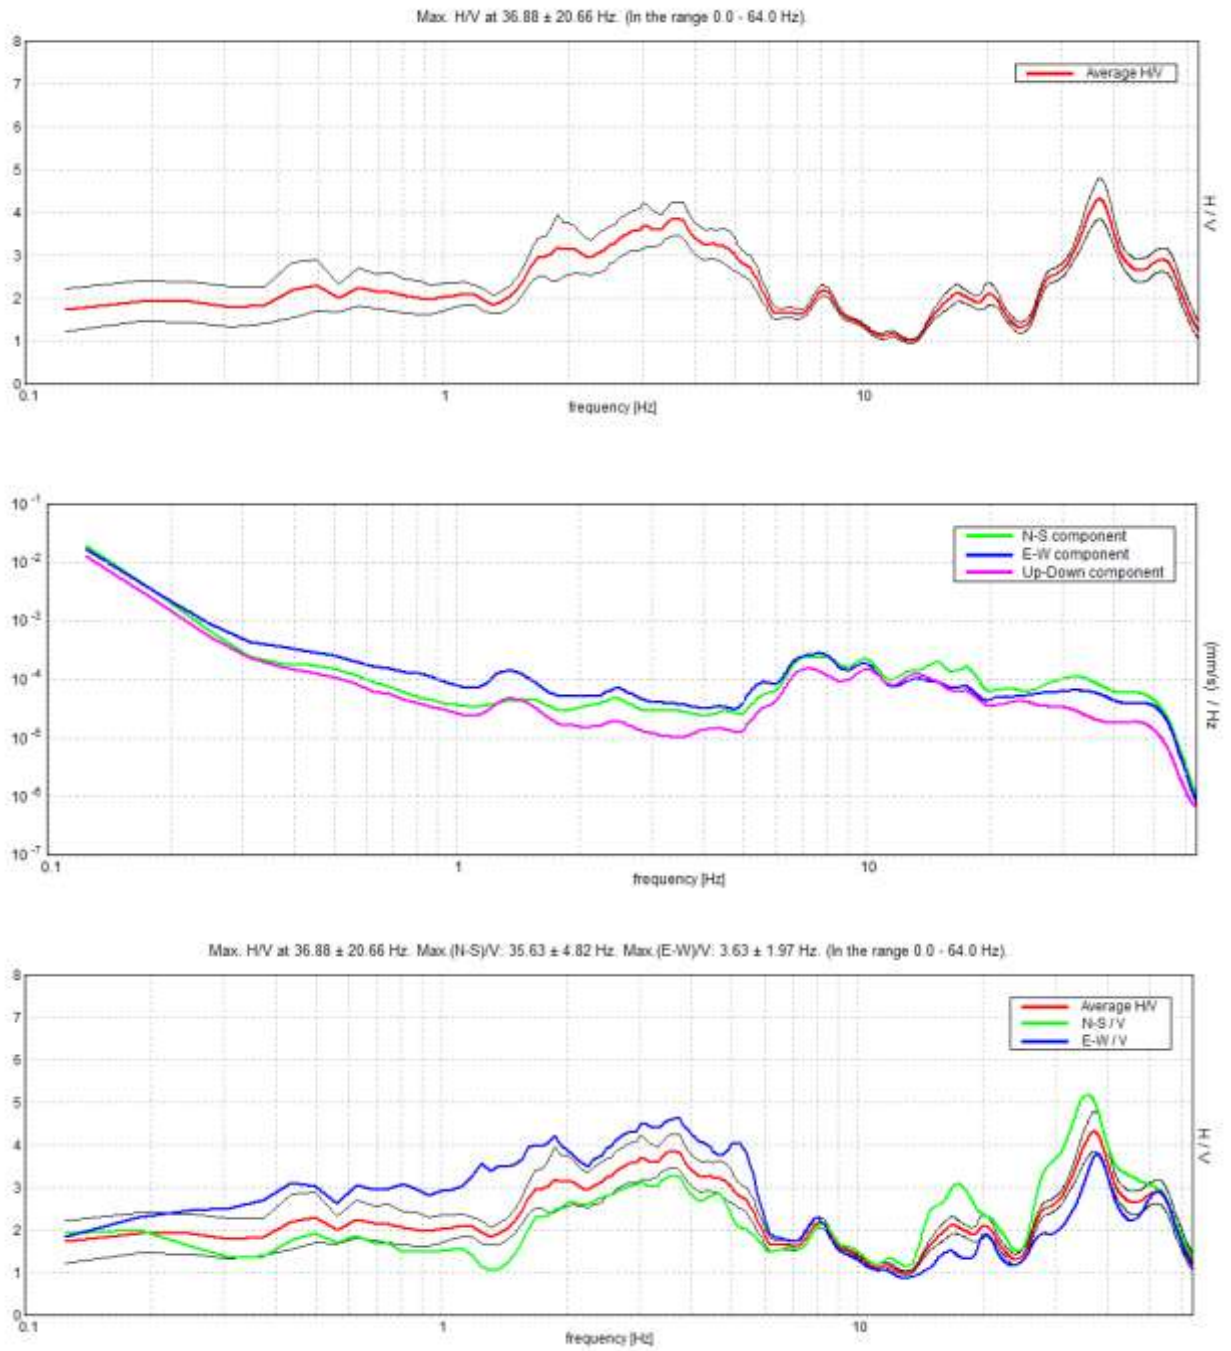 Max. H/V at 36.88 ± 20.66 Hz. (In the range 0.0 - 64.0 Hz).
8
7
6
5
4
3
2
1
0
0.1
1
10
frequency [Hz]
H / V
Average H/V
10⁻¹
10⁻²
10⁻³
10⁻⁴
10⁻⁵
10⁻⁶
10⁻⁷
0.1
1
10
frequency [Hz]
(mm/s) / Hz
N-S component
E-W component
Up-Down component
Max. H/V at 36.88 ± 20.66 Hz. Max.(N-S)/V: 35.63 ± 4.82 Hz. Max.(E-W)/V: 3.63 ± 1.97 Hz. (In the range 0.0 - 64.0 Hz).
8
7
6
5
4
3
2
1
0
0.1
1
10
frequency [Hz]
H / V
Average H/V
N-S / V
E-W / V